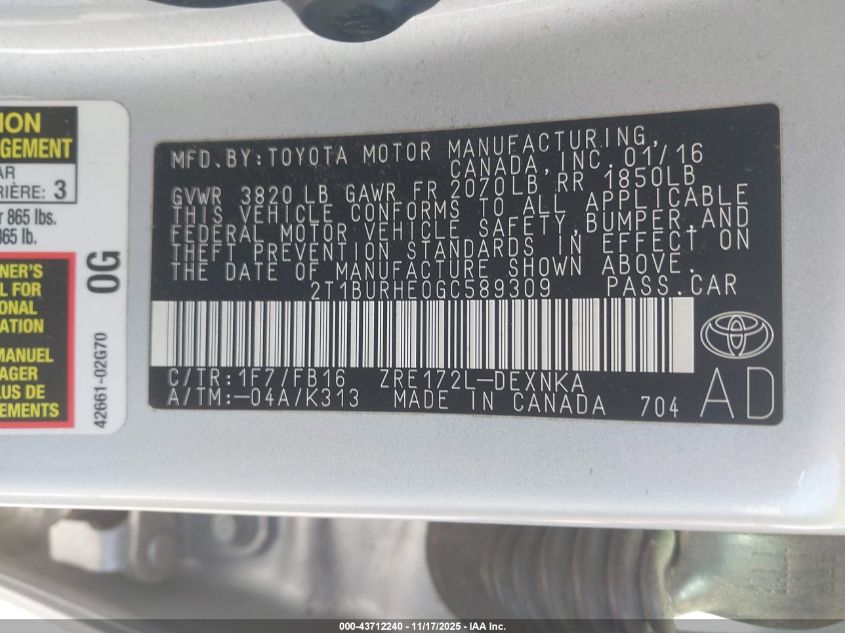 ION
GEMENT
AR
RIÈRE: 3
r 865 lbs.
865 lb.
NER'S
L FOR
IONAL
ATION
MANUEL
AGER
LUS DE
EMENTS
0G
42661-02G70
MFD.BY:TOYOTA MOTOR MANUFACTURING,
CANADA,INC.01/16
GVWR 3820 LB GAWR FR 2070LB RR 1850LB
THIS VEHICLE CONFORMS TO ALL APPLICABLE
FEDERAL MOTOR VEHICLE SAFETY,BUMPER,AND
THEFT PREVENTION STANDARDS IN EFFECT ON
THE DATE OF MANUFACTURE SHOWN ABOVE.
2T1BURHE0GC589309 PASS.CAR
C/TR:1F7/FB16 ZRE172L-DEXNKA
A/TM:-04A/K313 MADE IN CANADA 704
AD
000-43712240 - 11/17/2025 - IAA Inc.